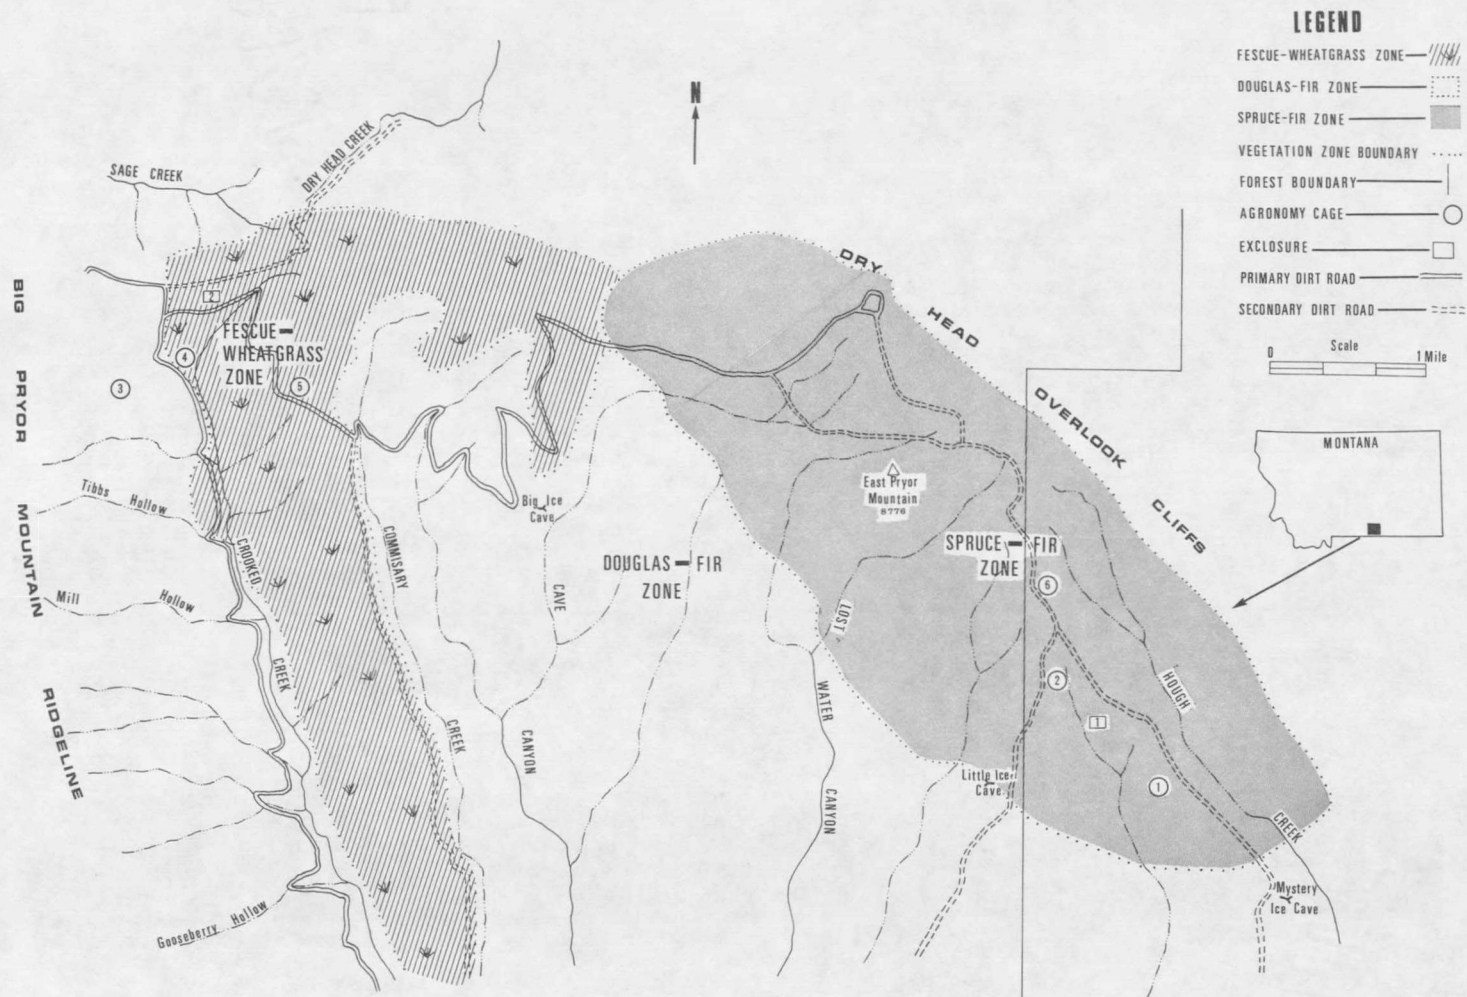 LEGEND
FESCUE-WHEATGRASS ZONE
DOUGLAS-FIR ZONE
SPRUCE-FIR ZONE
VEGETATION ZONE BOUNDARY
FOREST BOUNDARY
AGRONOMY CAGE
EXCLOSURE
PRIMARY DIRT ROAD
SECONDARY DIRT ROAD
Scale
0 1 Mile
MONTANA
N
SAGE CREEK
DRY HEAD CREEK
BIG
PRYOR
MOUNTAIN
RIDGELINE
2
FESCUE-
WHEATGRASS
ZONE
4
3
5
Tibbs Hollow
Mill Hollow
Gooseberry Hollow
CROOKED
CREEK
COMMISARY
CREEK
Big Ice
Cave
CAVE
CANYON
DOUGLAS-FIR
ZONE
LOST
WATER
CANYON
East Pryor
Mountain
8776
SPRUCE-FIR
ZONE
6
2
1
1
Little Ice
Cave
HOUGH
CREEK
Mystery
Ice Cave
DRY
HEAD
OVERLOOK
CLIFFS